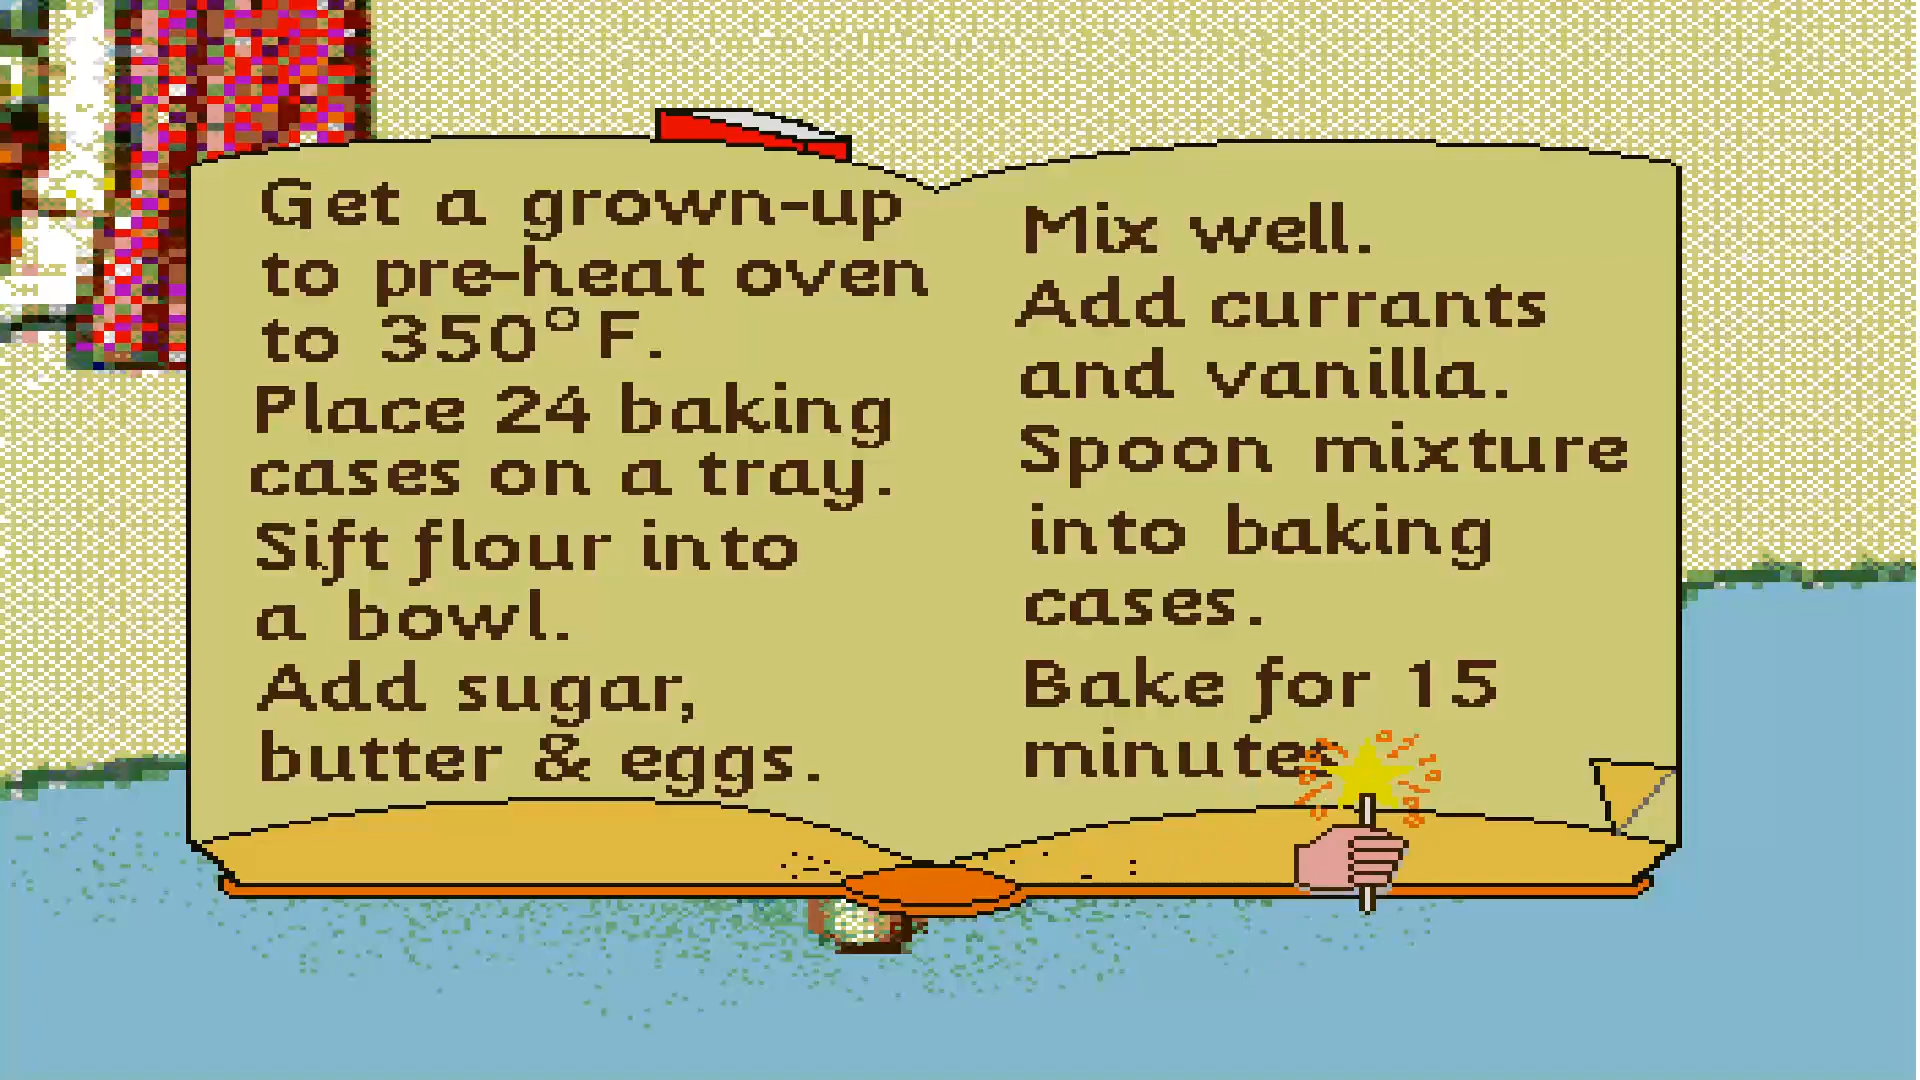 Get a grown-up
to pre-heat oven
to 350° F.
Place 24 baking
cases on a tray.
Sift flour into
a bowl.
Add sugar,
butter & eggs.
Mix well.
Add currants
and vanilla.
Spoon mixture
into baking
cases.
Bake for 15
minutes